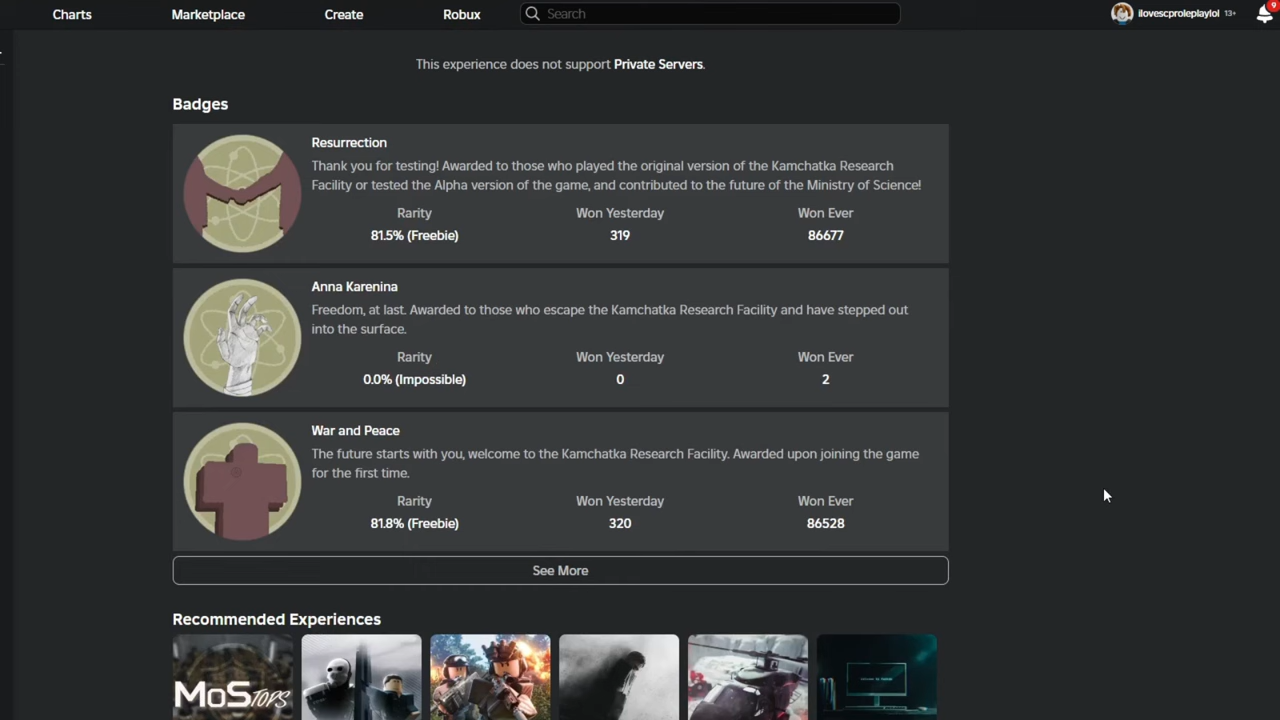 Charts Marketplace Create Robux Search ilovescproleplaylol 13+ 9
This experience does not support Private Servers.
Badges
Resurrection
Thank you for testing! Awarded to those who played the original version of the Kamchatka Research
Facility or tested the Alpha version of the game, and contributed to the future of the Ministry of Science!
Rarity Won Yesterday Won Ever
81.5% (Freebie) 319 86677
Anna Karenina
Freedom, at last. Awarded to those who escape the Kamchatka Research Facility and have stepped out
into the surface.
Rarity Won Yesterday Won Ever
0.0% (Impossible) 0 2
War and Peace
The future starts with you, welcome to the Kamchatka Research Facility. Awarded upon joining the game
for the first time.
Rarity Won Yesterday Won Ever
81.8% (Freebie) 320 86528
See More
Recommended Experiences
MoS TOPS